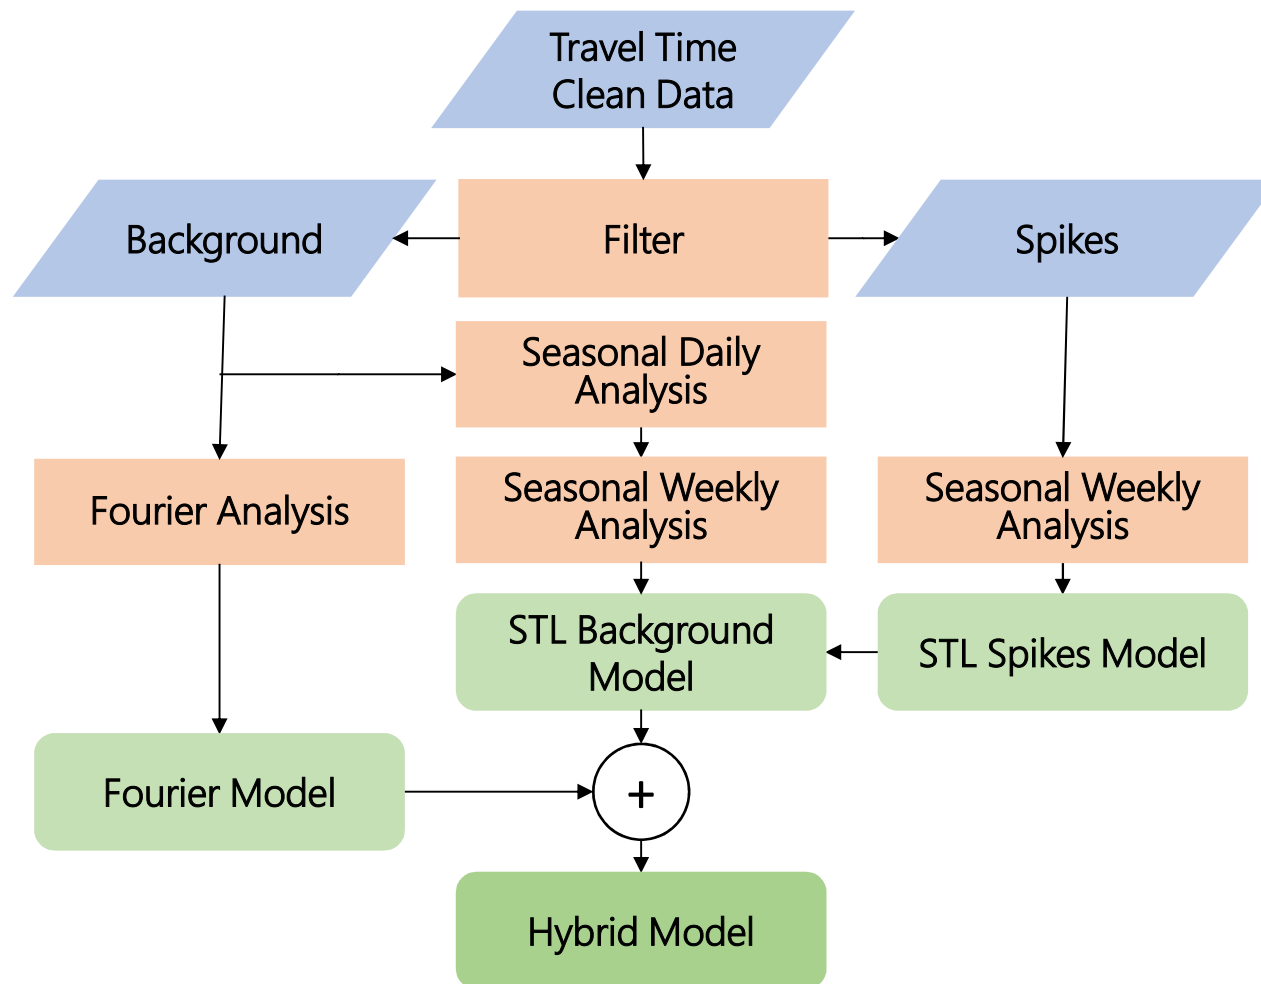 Travel Time
Clean Data
Background
Filter
Spikes
Seasonal Daily
Analysis
Fourier Analysis
Seasonal Weekly
Analysis
Seasonal Weekly
Analysis
STL Background
Model
STL Spikes Model
Fourier Model
+
Hybrid Model